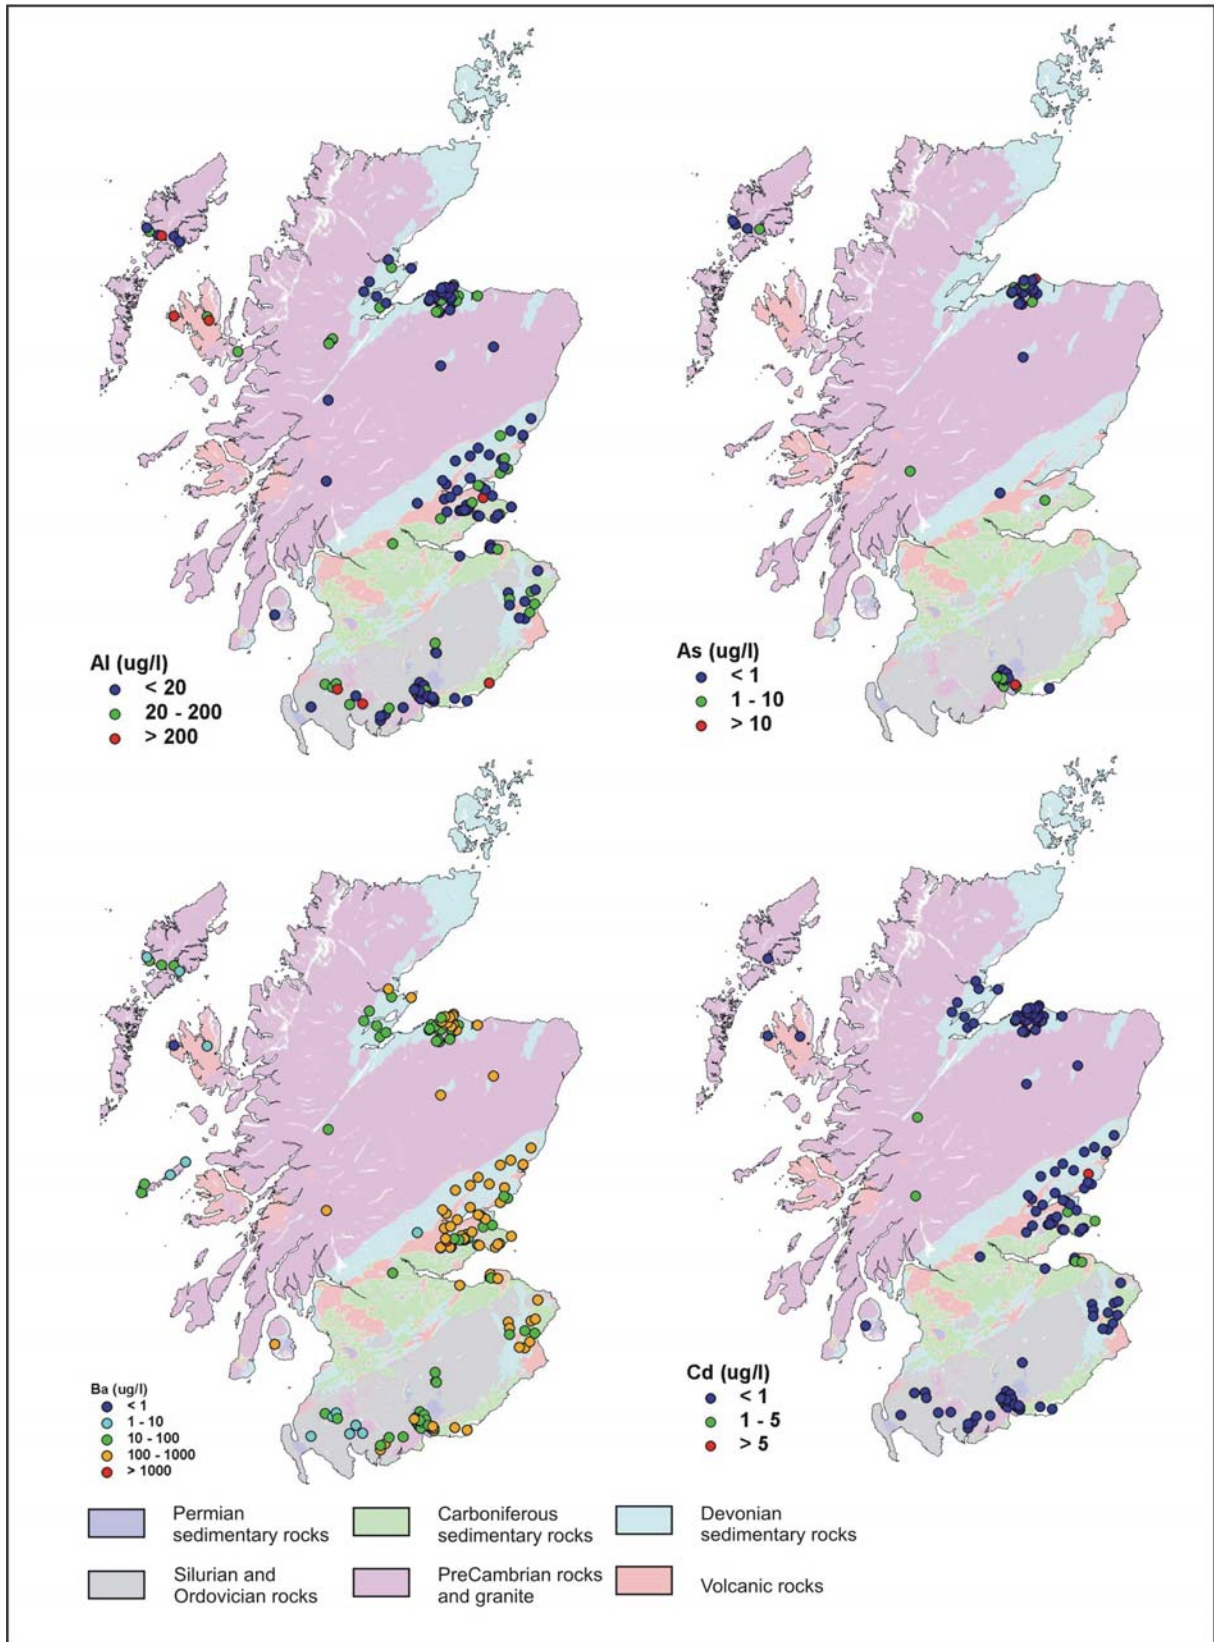 Al (ug/l)
< 20
20 - 200
> 200
As (ug/l)
< 1
1 - 10
> 10
Ba (ug/l)
< 1
1 - 10
10 - 100
100 - 1000
> 1000
Cd (ug/l)
< 1
1 - 5
> 5
Permian
sedimentary rocks
Carboniferous
sedimentary rocks
Devonian
sedimentary rocks
Silurian and
Ordovician rocks
PreCambrian rocks
and granite
Volcanic rocks